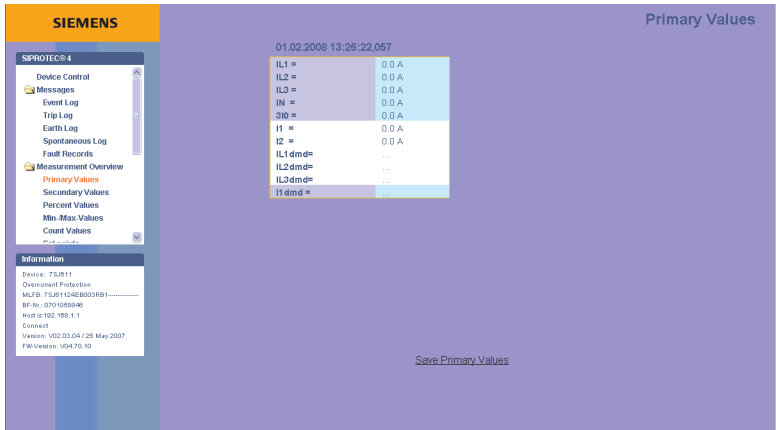 SIEMENS
Primary Values
SIPROTEC®4
Device Control
Messages
Event Log
Trip Log
Earth Log
Spontaneous Log
Fault Records
Measurement Overview
Primary Values
Secondary Values
Percent Values
Min-/Max-Values
Count Values
Set points
Information
Device: 7SJ611
Overcurrent Protection
MLFB: 7SJ61124EB003RB1--------------
BF-Nr.: 0701058946
Host is:192.168.1.1
Connect
Version: V02.03.04 / 25 May 2007
FW-Version: V04.70.10
01.02.2008 13:26:22,057
IL1 = 0.0 A
IL2 = 0.0 A
IL3 = 0.0 A
IN = 0.0 A
3I0 = 0.0 A
I1 = 0.0 A
I2 = 0.0 A
IL1dmd= ...
IL2dmd= ...
IL3dmd= ...
I1dmd = ...
Save Primary Values